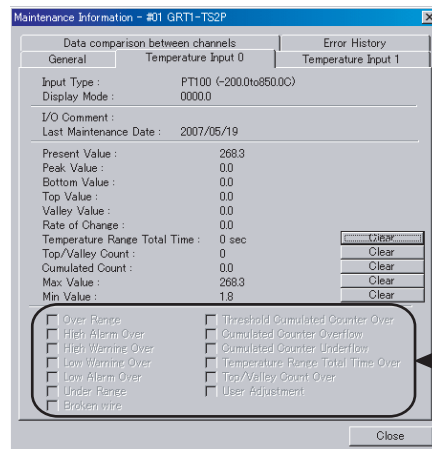 Maintenance Information - #01 GRT1-TS2P
Data comparison between channels Error History
General Temperature Input 0 Temperature Input 1
Input Type : PT100 (-200.0to850.0C)
Display Mode : 0000.0
I/O Comment :
Last Maintenance Date : 2007/05/19
Present Value : 268.3
Peak Value : 0.0
Bottom Value : 0.0
Top Value : 0.0
Valley Value : 0.0
Rate of Change : 0.0
Temperature Range Total Time : 0 sec Clear
Top/Valley Count : 0 Clear
Cumulated Count : 0.0 Clear
Max Value : 268.3 Clear
Min Value : 1.8 Clear
Over Range Threshold Cumulated Counter Over
High Alarm Over Cumulated Counter Overflow
High Warning Over Cumulated Counter Underflow
Low Warning Over Temperature Range Total Time Over
Low Alarm Over Top/Valley Count Over
Under Range User Adjustment
Broken wire
Close